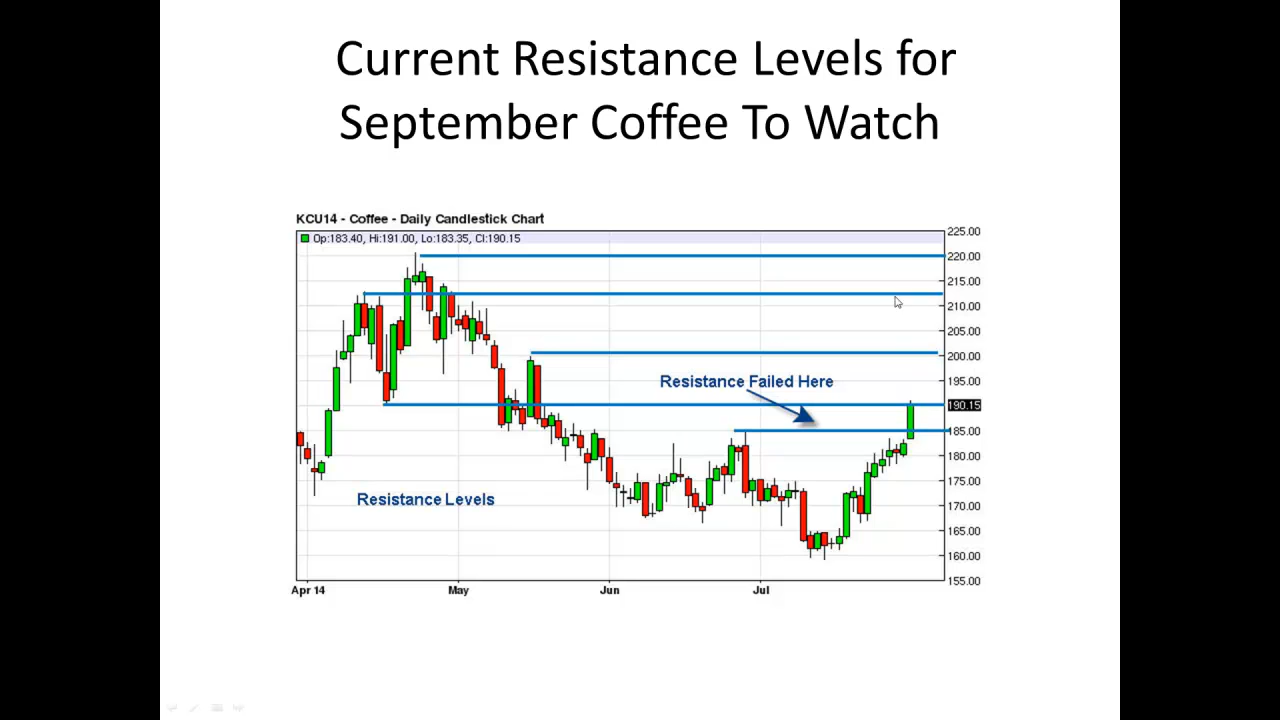 Current Resistance Levels for
September Coffee To Watch
KCU14 - Coffee - Daily Candlestick Chart
Op:183.40, Hi:191.00, Lo:183.35, Cl:190.15
225.00
220.00
215.00
210.00
205.00
200.00
195.00
Resistance Failed Here
190.15
185.00
180.00
175.00
Resistance Levels
170.00
165.00
160.00
155.00
Apr 14 May Jun Jul